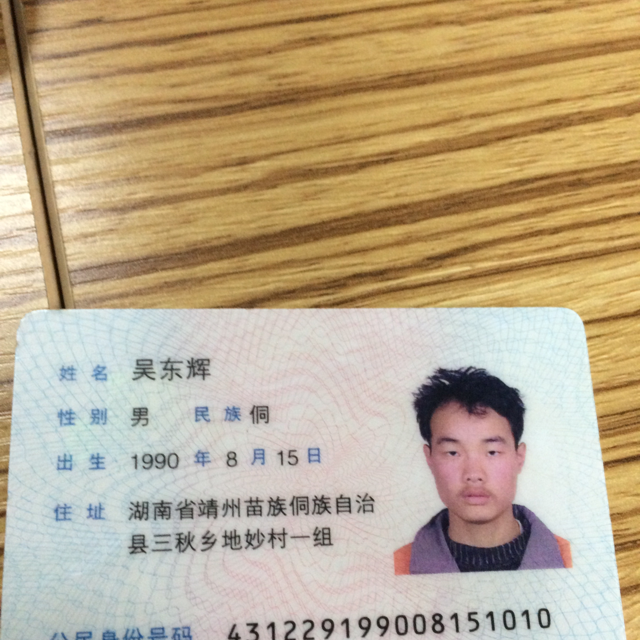 姓名 吴东辉
性别 男 民族 侗
出生 1990 年 8 月 15 日
住址 湖南省靖州苗族侗族自治
县三秋乡地妙村一组
公民身份号码 431229199008151010